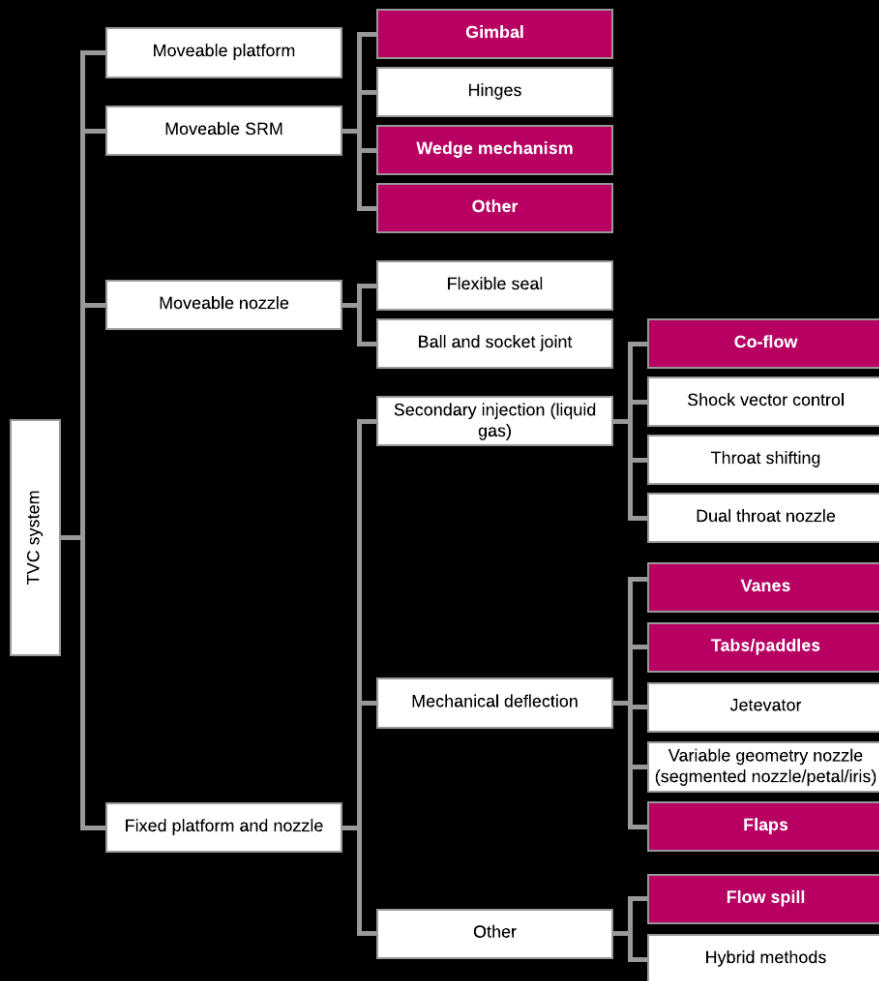 TVC system
Moveable platform
Moveable SRM
Gimbal
Hinges
Wedge mechanism
Other
Moveable nozzle
Flexible seal
Ball and socket joint
Fixed platform and nozzle
Secondary injection (liquid
gas)
Co-flow
Shock vector control
Throat shifting
Dual throat nozzle
Mechanical deflection
Vanes
Tabs/paddles
Jetevator
Variable geometry nozzle
(segmented nozzle/petal/iris)
Flaps
Other
Flow spill
Hybrid methods